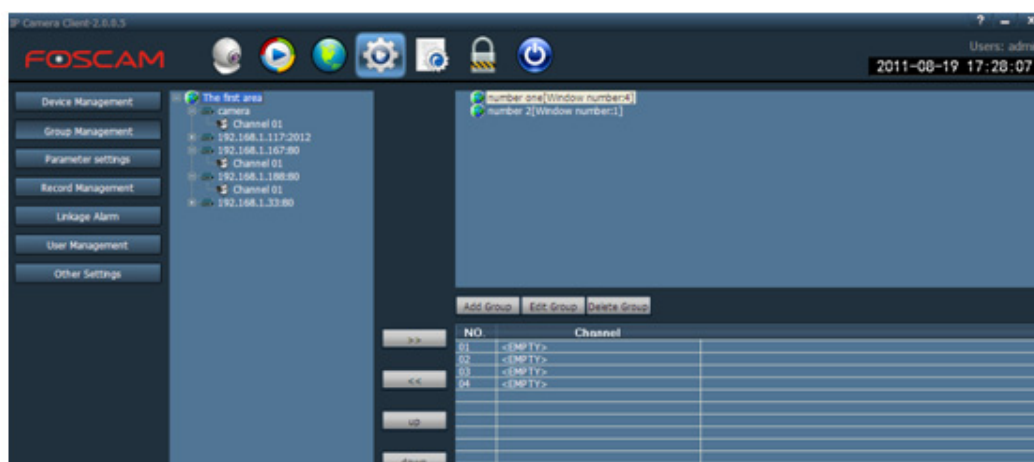 IP Camera Client-2.0.0.5
? – x
FOSCAM
Users: adm
2011-08-19 17:28:07
Device Management
Group Management
Parameter settings
Record Management
Linkage Alarm
User Management
Other Settings
The first area
camera
Channel 01
192.168.1.117:2012
192.168.1.167:80
Channel 01
192.168.1.188:80
Channel 01
192.168.1.33:80
number one[Window number:4]
number 2[Window number:1]
Add Group Edit Group Delete Group
>>
<<
up
down
NO. Channel
01 <EMPTY>
02 <EMPTY>
03 <EMPTY>
04 <EMPTY>